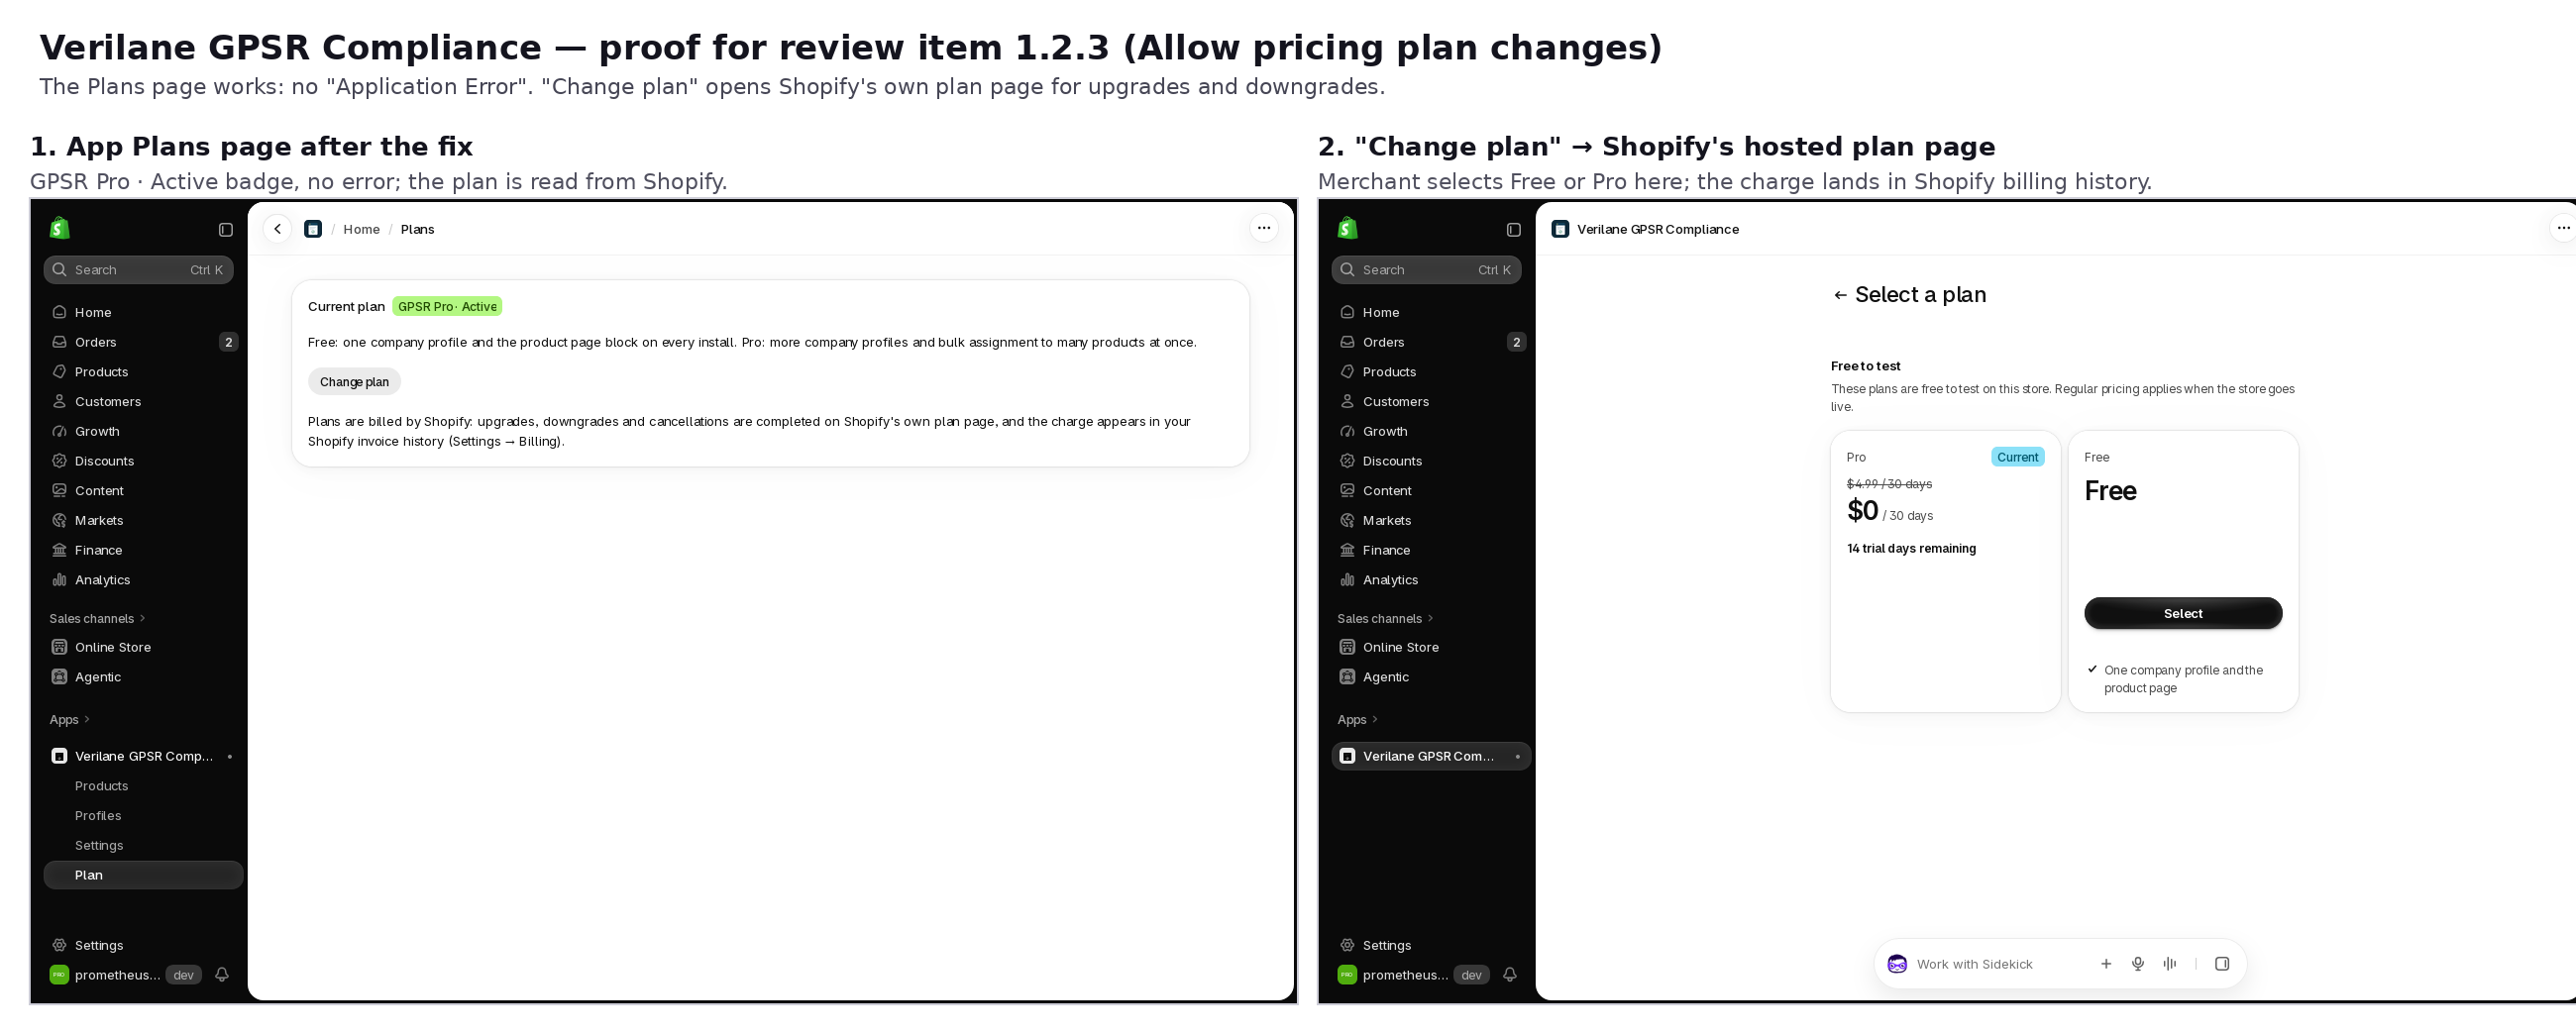 Verilane GPSR Compliance — proof for review item 1.2.3 (Allow pricing plan changes)
The Plans page works: no "Application Error". "Change plan" opens Shopify's own plan page for upgrades and downgrades.
1. App Plans page after the fix
GPSR Pro · Active badge, no error; the plan is read from Shopify.
Search Ctrl K
Home
Orders 2
Products
Customers
Growth
Discounts
Content
Markets
Finance
Analytics
Sales channels
Online Store
Agentic
Apps
Verilane GPSR Comp...
Products
Profiles
Settings
Plan
Settings
prometheus... dev
/ Home / Plans
Current plan GPSR Pro · Active
Free: one company profile and the product page block on every install. Pro: more company profiles and bulk assignment to many products at once.
Change plan
Plans are billed by Shopify: upgrades, downgrades and cancellations are completed on Shopify's own plan page, and the charge appears in your
Shopify invoice history (Settings → Billing).
2. "Change plan" → Shopify's hosted plan page
Merchant selects Free or Pro here; the charge lands in Shopify billing history.
Search Ctrl K
Home
Orders 2
Products
Customers
Growth
Discounts
Content
Markets
Finance
Analytics
Sales channels
Online Store
Agentic
Apps
Verilane GPSR Com...
Settings
prometheus... dev
Verilane GPSR Compliance
← Select a plan
Free to test
These plans are free to test on this store. Regular pricing applies when the store goes
live.
Pro Current
$4.99 / 30 days
$0 / 30 days
14 trial days remaining
Free
Free
Select
One company profile and the
product page
Work with Sidekick